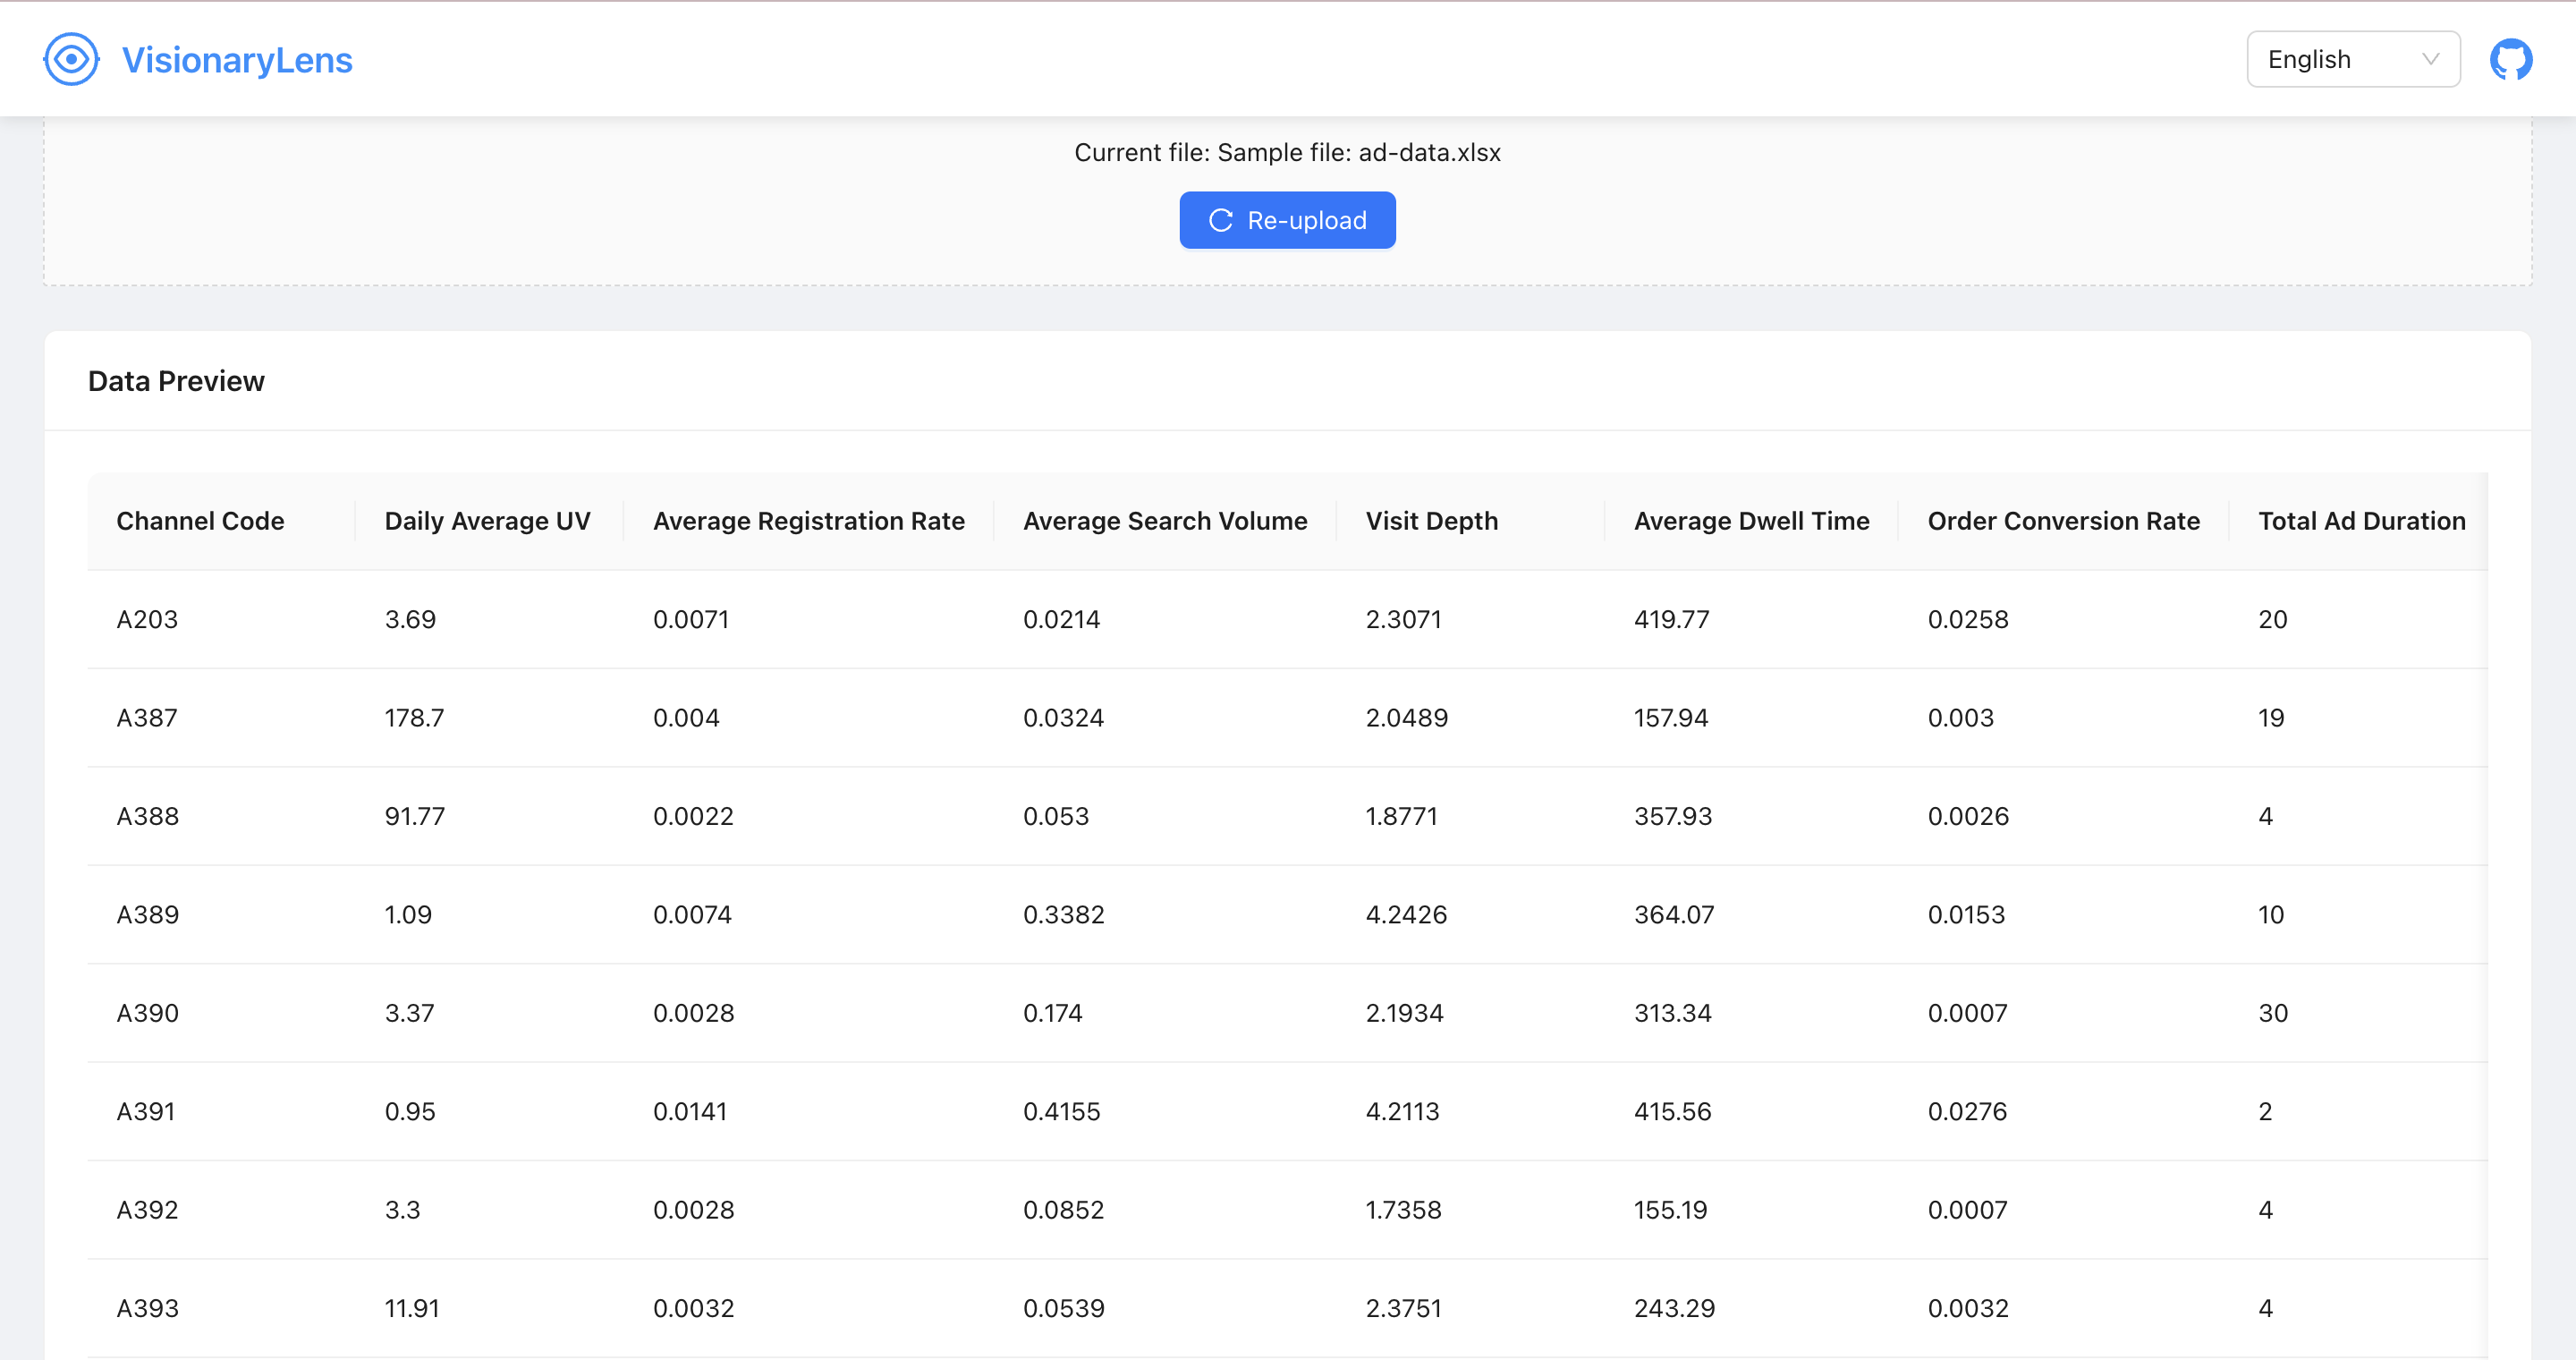 VisionaryLens
English
Current file: Sample file: ad-data.xlsx
Re-upload
Data Preview
Channel Code Daily Average UV Average Registration Rate Average Search Volume Visit Depth Average Dwell Time Order Conversion Rate Total Ad Duration
A203 3.69 0.0071 0.0214 2.3071 419.77 0.0258 20
A387 178.7 0.004 0.0324 2.0489 157.94 0.003 19
A388 91.77 0.0022 0.053 1.8771 357.93 0.0026 4
A389 1.09 0.0074 0.3382 4.2426 364.07 0.0153 10
A390 3.37 0.0028 0.174 2.1934 313.34 0.0007 30
A391 0.95 0.0141 0.4155 4.2113 415.56 0.0276 2
A392 3.3 0.0028 0.0852 1.7358 155.19 0.0007 4
A393 11.91 0.0032 0.0539 2.3751 243.29 0.0032 4